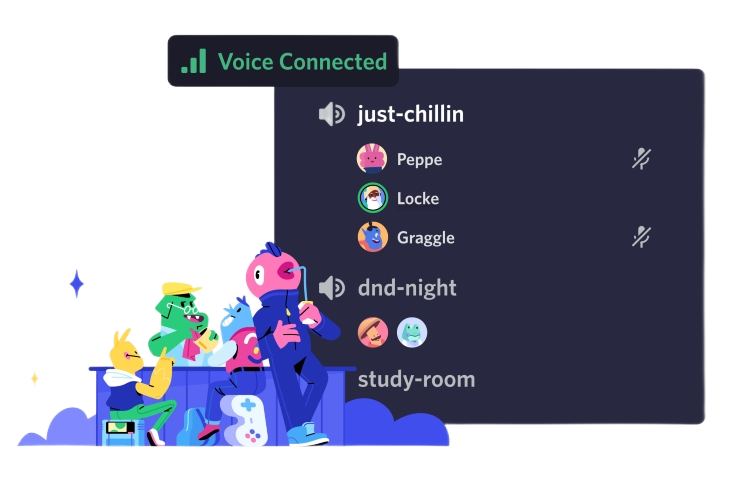 Voice Connected
just-chillin
Peppe
Locke
Graggle
dnd-night
study-room